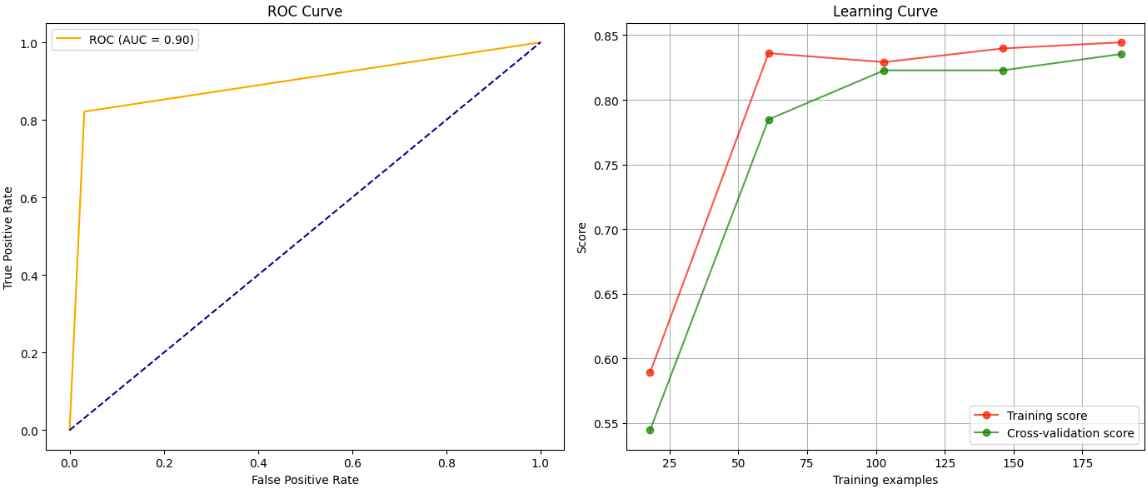 ROC Curve
ROC (AUC = 0.90)
1.0
0.8
0.6
0.4
0.2
0.0
True Positive Rate
0.0 0.2 0.4 0.6 0.8 1.0
False Positive Rate
Learning Curve
0.85
0.80
0.75
0.70
0.65
0.60
0.55
Score
Training score
Cross-validation score
25 50 75 100 125 150 175
Training examples